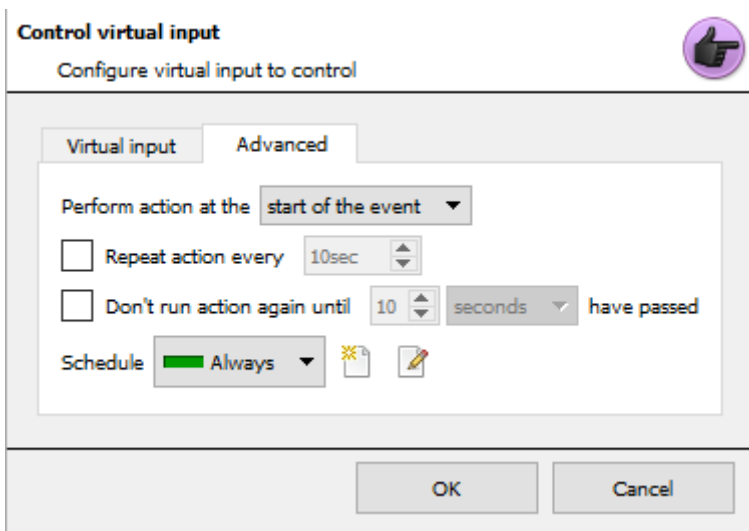 Control virtual input
Configure virtual input to control
Virtual input Advanced
Perform action at the start of the event
Repeat action every 10sec
Don't run action again until 10 seconds have passed
Schedule Always
OK Cancel